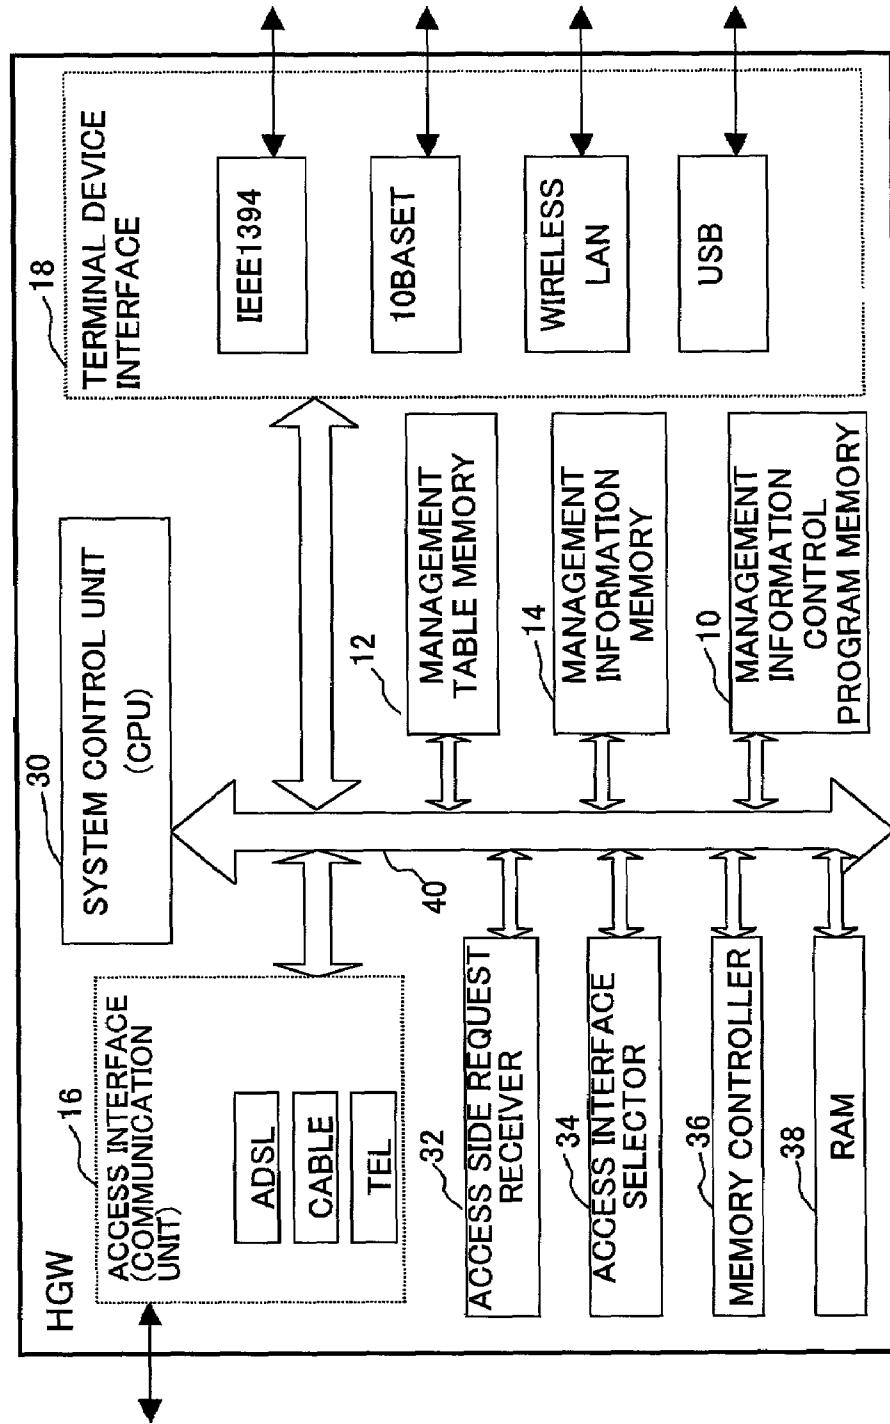 HGW
16
ACCESS INTERFACE
(COMMUNICATION
UNIT)
ADSL
CABLE
TEL
30
SYSTEM CONTROL UNIT
(CPU)
18
TERMINAL DEVICE
INTERFACE
IEEE1394
10BASET
WIRELESS
LAN
USB
40
32
ACCESS SIDE REQUEST
RECEIVER
34
ACCESS INTERFACE
SELECTOR
36
MEMORY CONTROLLER
38
RAM
12
MANAGEMENT
TABLE MEMORY
14
MANAGEMENT
INFORMATION
MEMORY
10
MANAGEMENT
INFORMATION
CONTROL
PROGRAM MEMORY